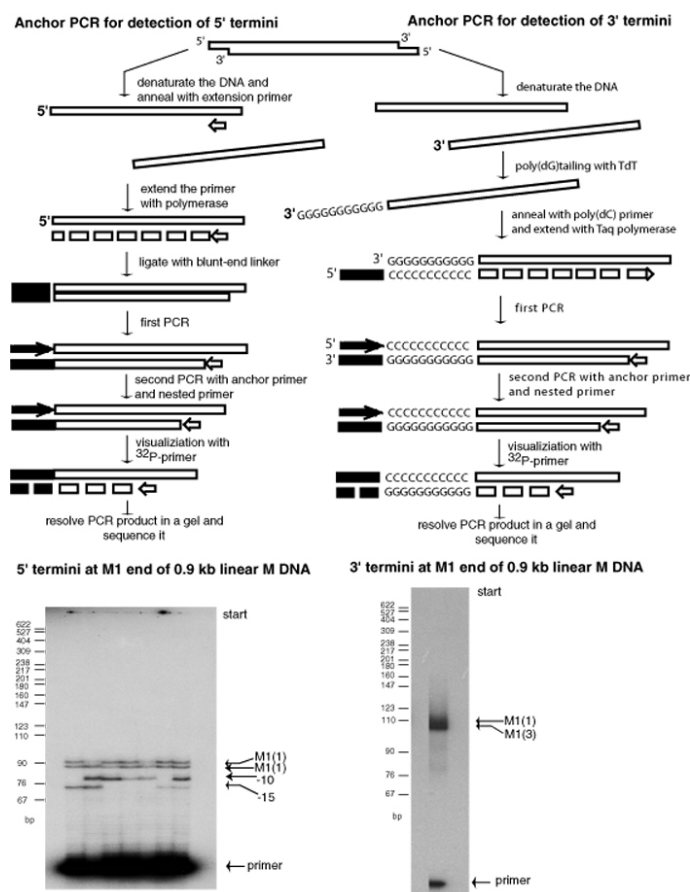 Anchor PCR for detection of 5' termini
Anchor PCR for detection of 3' termini
5'
3'
3'
5'
denaturate the DNA and
anneal with extension primer
5'
extend the primer
with polymerase
5'
ligate with blunt-end linker
first PCR
second PCR with anchor primer
and nested primer
visualiziation with
32P-primer
resolve PCR product in a gel and
sequence it
denaturate the DNA
3'
poly(dG)tailing with TdT
3' GGGGGGGGGGG
anneal with poly(dC) primer
and extend with Taq polymerase
3' GGGGGGGGGGG
5' CCCCCCCCCCC
first PCR
5' CCCCCCCCCCC
3' GGGGGGGGGGG
second PCR with anchor primer
and nested primer
CCCCCCCCCCC
GGGGGGGGGGG
visualiziation with
32P-primer
CCCCCCCCCCC
GGGGGGGGGGG
resolve PCR product in a gel and
sequence it
5' termini at M1 end of 0.9 kb linear M DNA
start
622
527
404
309
238
217
201
180
160
147
123
110
90
76
67
bp
M1(1)
M1(1)
-10
-15
primer
3' termini at M1 end of 0.9 kb linear M DNA
start
622
527
404
309
238
217
201
180
160
147
123
110
90
76
67
bp
M1(1)
M1(3)
primer